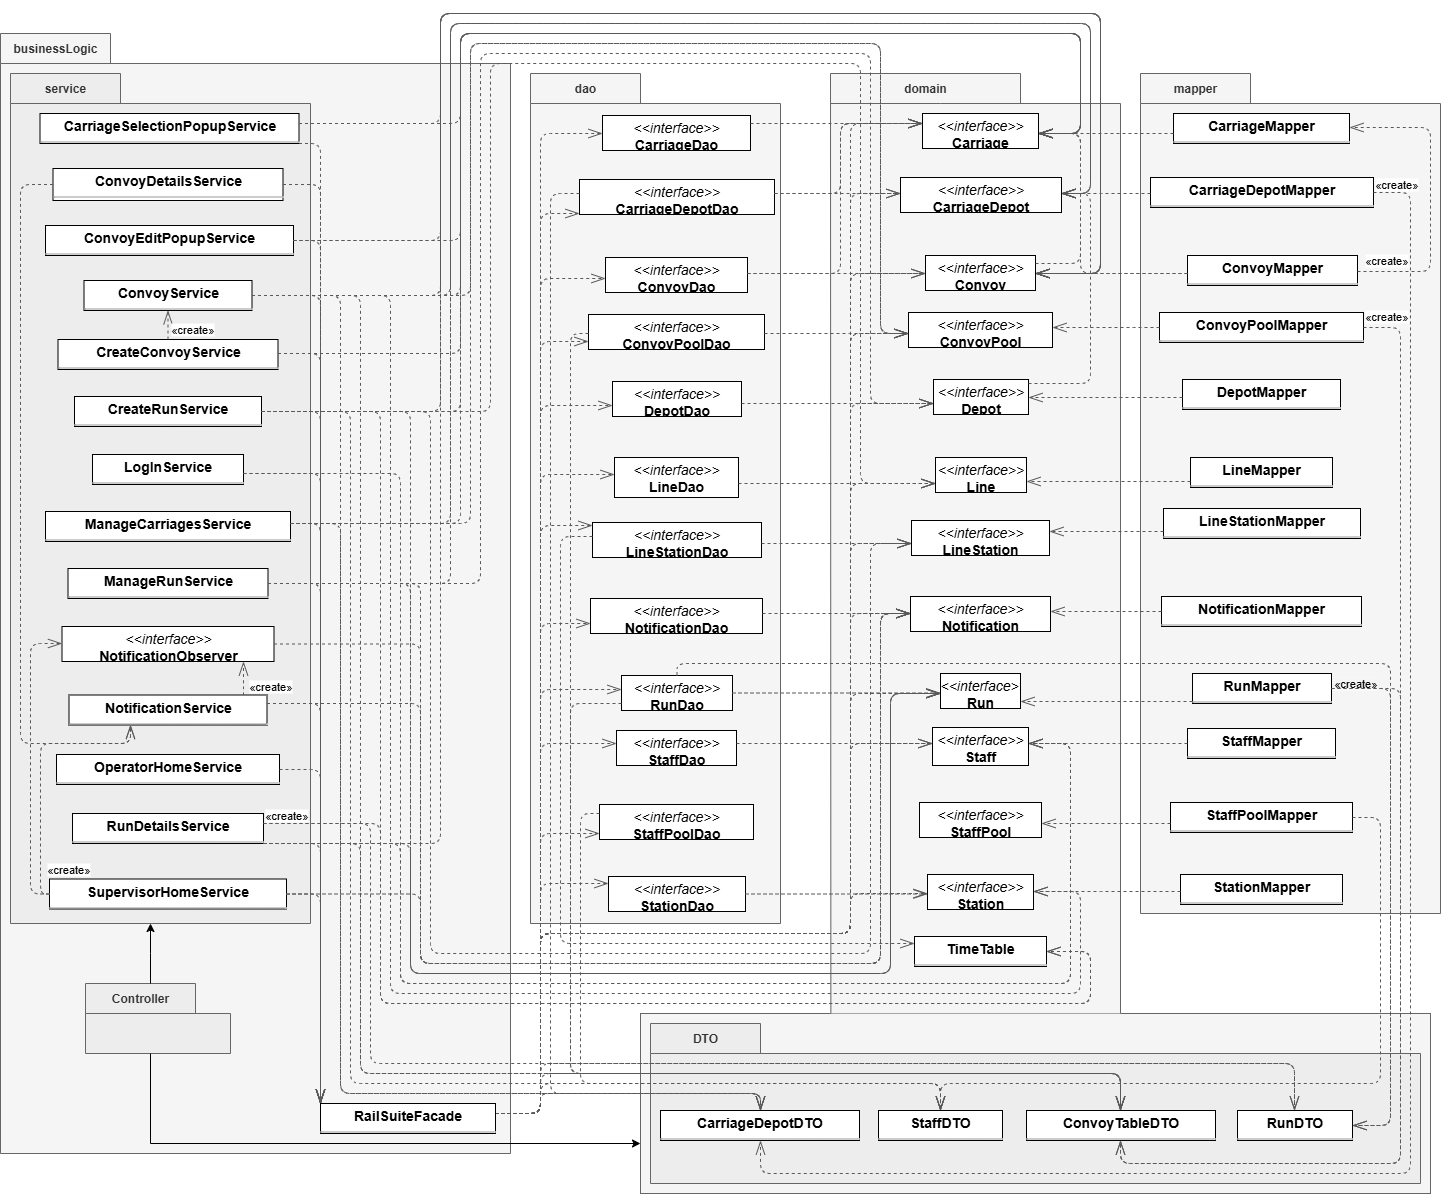 businessLogic
service
CarriageSelectionPopupService
ConvoyDetailsService
ConvoyEditPopupService
ConvoyService
«create»
CreateConvoyService
CreateRunService
LogInService
ManageCarriagesService
ManageRunService
<<interface>>
NotificationObserver
«create»
NotificationService
OperatorHomeService
«create»
RunDetailsService
«create»
SupervisorHomeService
Controller
RailSuiteFacade
dao
<<interface>>
CarriageDao
<<interface>>
CarriageDepotDao
<<interface>>
ConvoyDao
<<interface>>
ConvoyPoolDao
<<interface>>
DepotDao
<<interface>>
LineDao
<<interface>>
LineStationDao
<<interface>>
NotificationDao
<<interface>>
RunDao
<<interface>>
StaffDao
<<interface>>
StaffPoolDao
<<interface>>
StationDao
domain
<<interface>>
Carriage
<<interface>>
CarriageDepot
<<interface>>
Convoy
<<interface>>
ConvoyPool
<<interface>>
Depot
<<interface>>
Line
<<interface>>
LineStation
<<interface>>
Notification
<<interface>
Run
<<interface>>
Staff
<<interface>>
StaffPool
<<interface>>
Station
TimeTable
mapper
CarriageMapper
CarriageDepotMapper
«create»
ConvoyMapper
«create»
ConvoyPoolMapper
«create»
DepotMapper
LineMapper
LineStationMapper
NotificationMapper
RunMapper
«create»
StaffMapper
StaffPoolMapper
StationMapper
DTO
CarriageDepotDTO
StaffDTO
ConvoyTableDTO
RunDTO